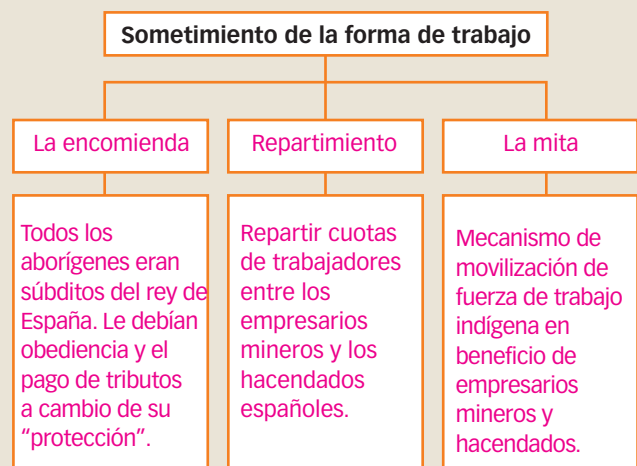 Sometimiento de la forma de trabajo
La encomienda
Repartimiento
La mita
Todos los
aborígenes eran
súbditos del rey de
España. Le debían
obediencia y el
pago de tributos
a cambio de su
“protección”.
Repartir cuotas
de trabajadores
entre los
empresarios
mineros y los
hacendados
españoles.
Mecanismo de
movilización de
fuerza de trabajo
indígena en
beneficio de
empresarios
mineros y
hacendados.